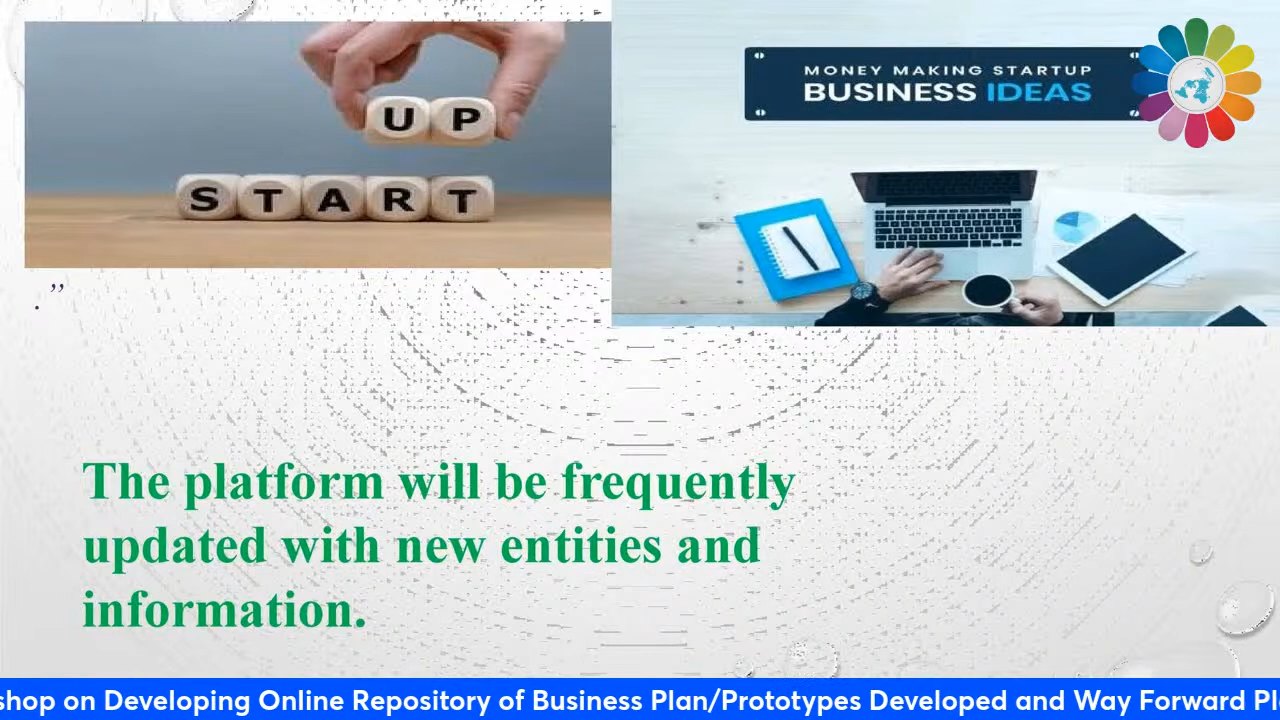 UP
START
MONEY MAKING STARTUP
BUSINESS IDEAS
.”
The platform will be frequently
updated with new entities and
information.
shop on Developing Online Repository of Business Plan/Prototypes Developed and Way Forward Pl